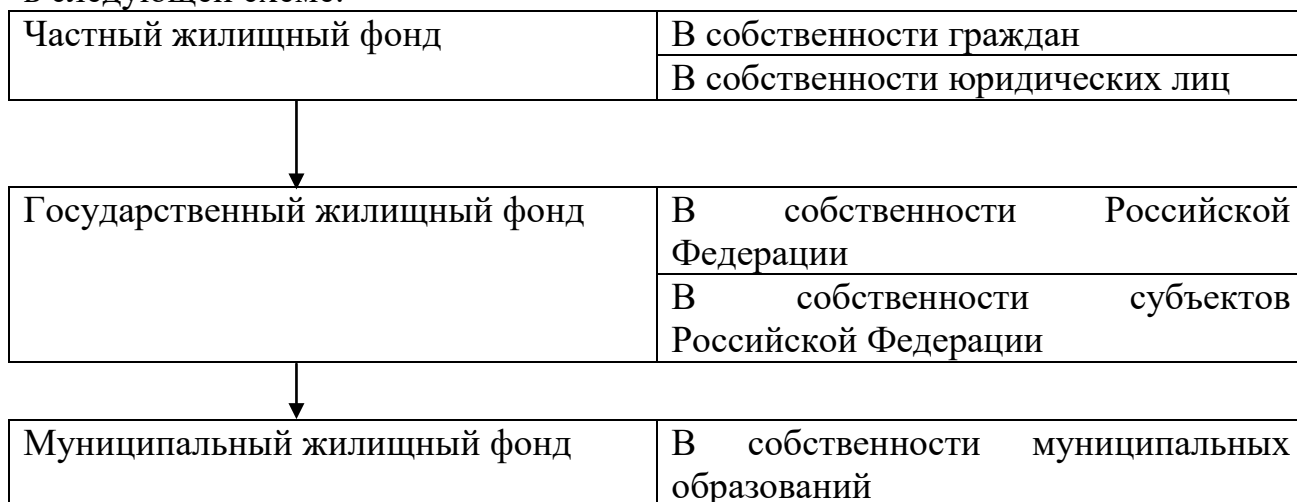 в следующей схеме:
Частный жилищный фонд
В собственности граждан
В собственности юридических лиц
Государственный жилищный фонд
В собственности Российской
Федерации
В собственности субъектов
Российской Федерации
Муниципальный жилищный фонд
В собственности муниципальных
образований